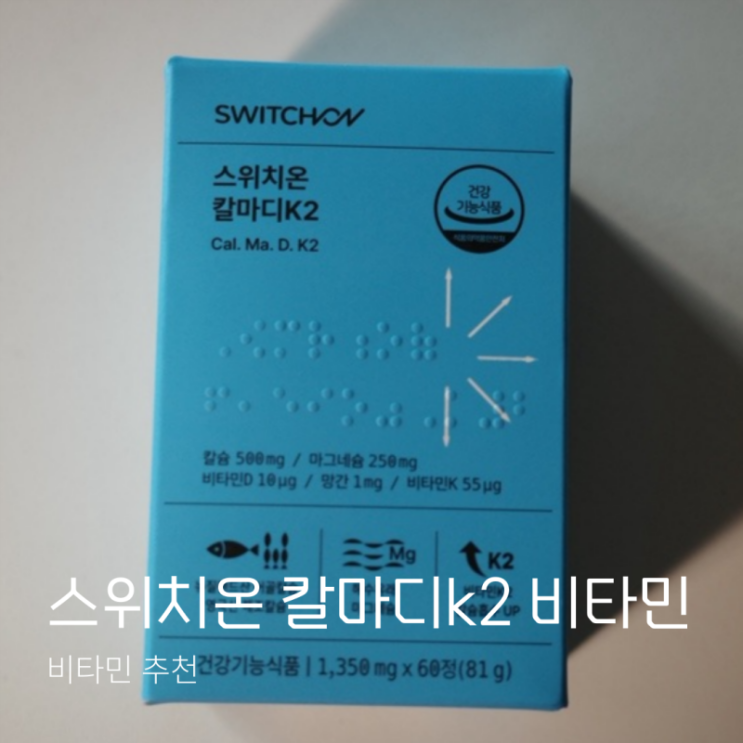 SWITCHON
스위치온
칼마디K2
Cal. Ma. D. K2
건강
기능식품
칼슘 500mg / 마그네슘 250mg
비타민D 10μg / 망간 1mg / 비타민K 55μg
Mg
K2
스위치온 칼마디k2 비타민
비타민 추천
건강기능식품 | 1,350 mg x 60정(81 g)